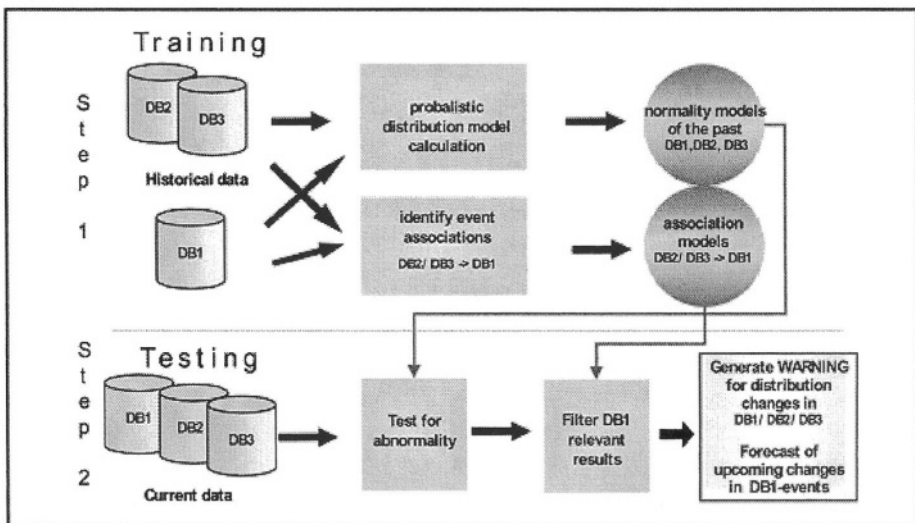 Training
Step 1
DB2
DB3
Historical data
DB1
probalistic
distribution model
calculation
identify event
associations
DB2/ DB3 -> DB1
normality models
of the past
DB1, DB2, DB3
association
models
DB2/ DB3 -> DB1
Step 2
Testing
DB1
DB2
DB3
Current data
Test for
abnormality
Filter DB1
relevant
results
Generate WARNING
for distribution
changes in
DB1/ DB2/ DB3
Forecast of
upcoming changes
in DB1-events